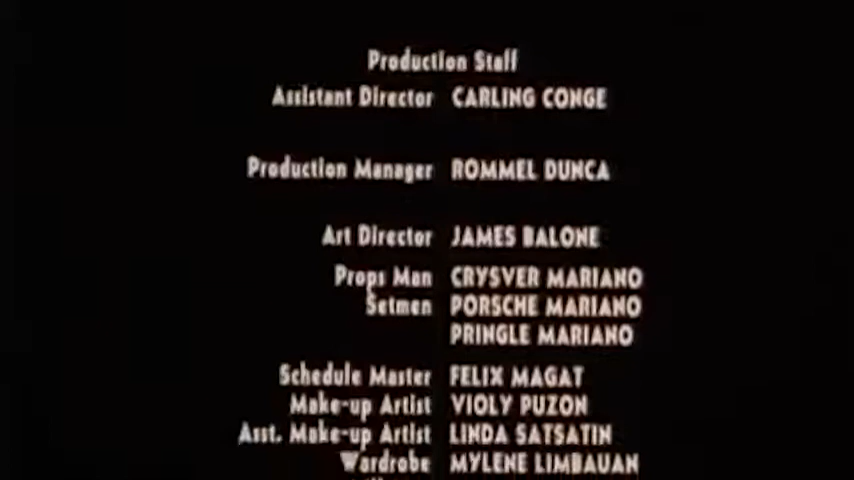 Production Staff
Assistant Director CARLING CONGE
Production Manager ROMMEL DUNCA
Art Director JAMES BALONE
Props Man CRYSVER MARIANO
Setmen PORSCHE MARIANO
PRINGLE MARIANO
Schedule Master FELIX MAGAT
Make-up Artist VIOLY PUZON
Asst. Make-up Artist LINDA SATSATIN
Wardrobe MYLENE LIMBAUAN